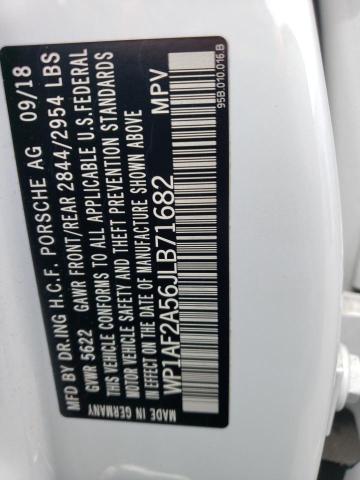 MFD BY DR.ING H.C.F. PORSCHE AG 09/18
GVWR 5622 GAWR FRONT/REAR 2844/2954 LBS
THIS VEHICLE CONFORMS TO ALL APPLICABLE U.S.FEDERAL
MOTOR VEHICLE SAFETY AND THEFT PREVENTION STANDARDS
IN EFFECT ON THE DATE OF MANUFACTURE SHOWN ABOVE
WP1AF2A56JLB71682 MPV
MADE IN GERMANY
95B.010.016.B